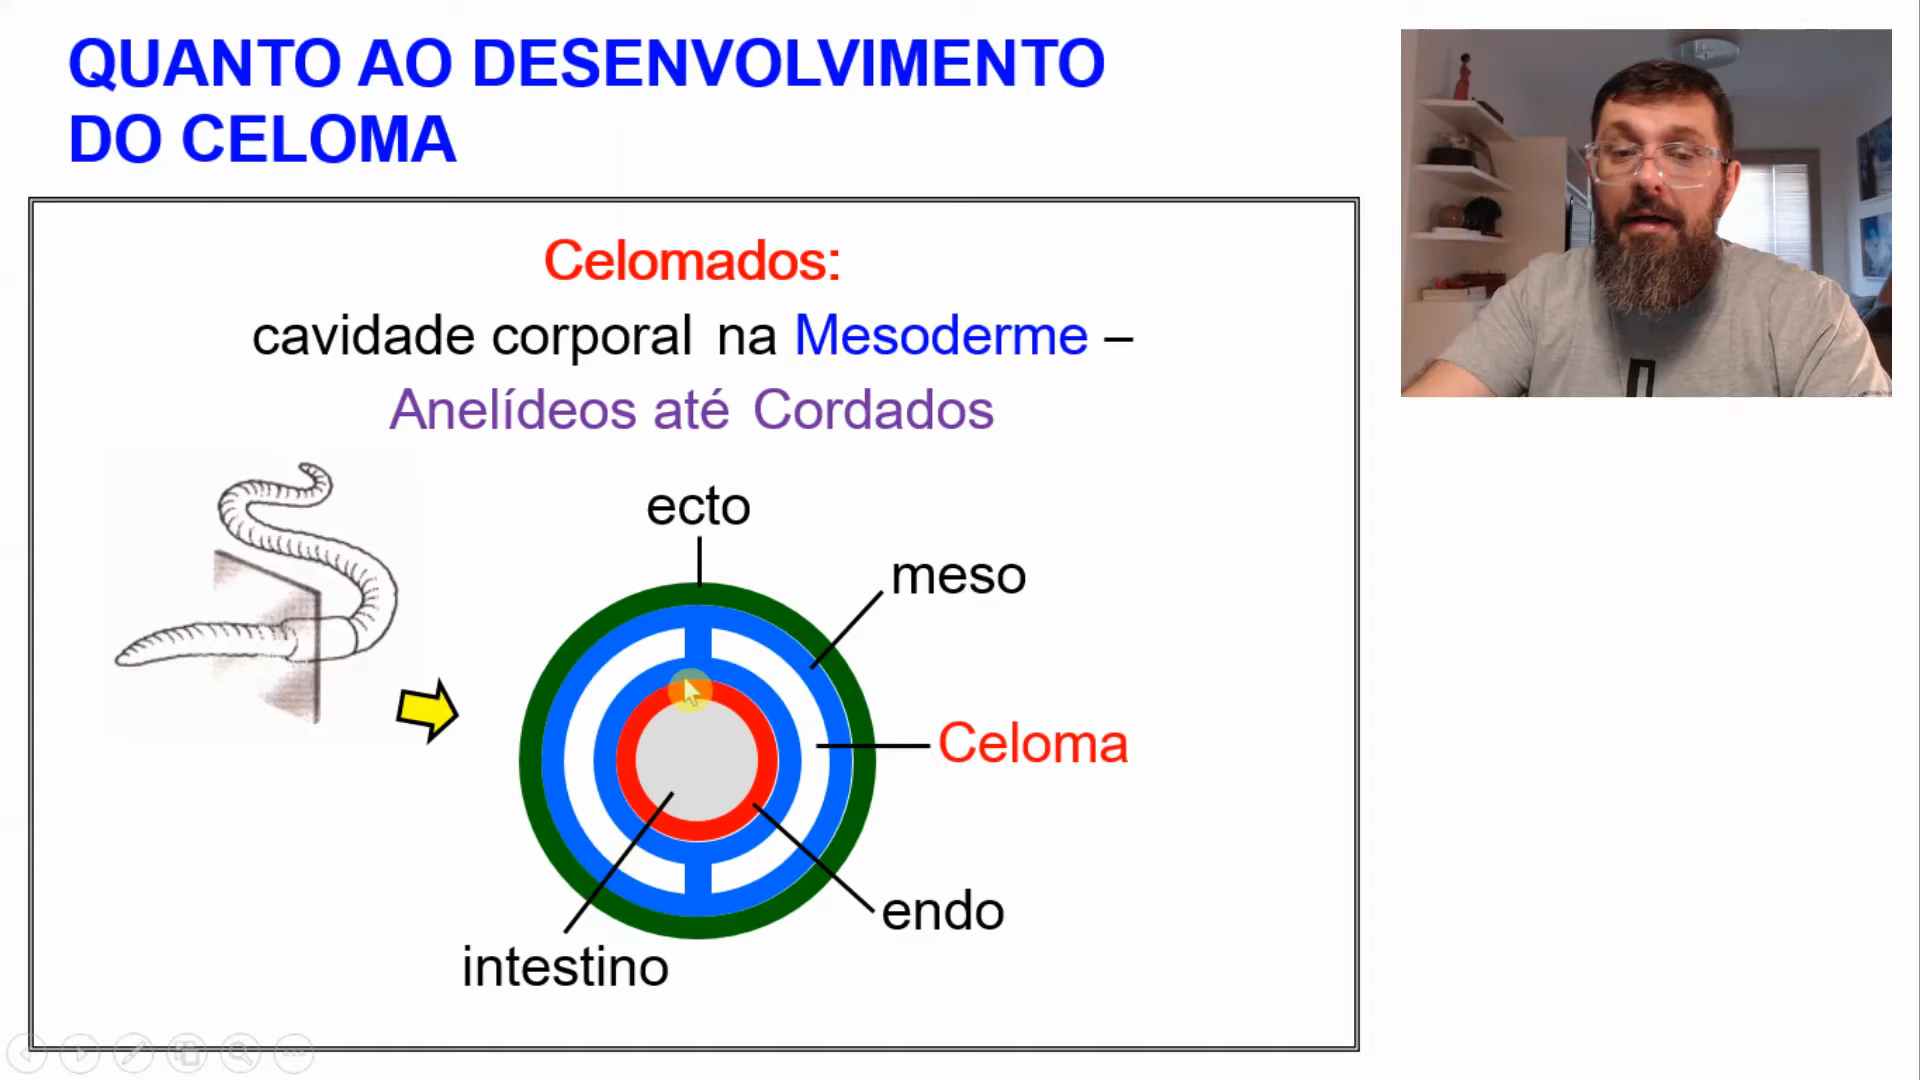 QUANTO AO DESENVOLVIMENTO
DO CELOMA
Celomados:
cavidade corporal na Mesoderme –
Anelídeos até Cordados
ecto
meso
Celoma
endo
intestino